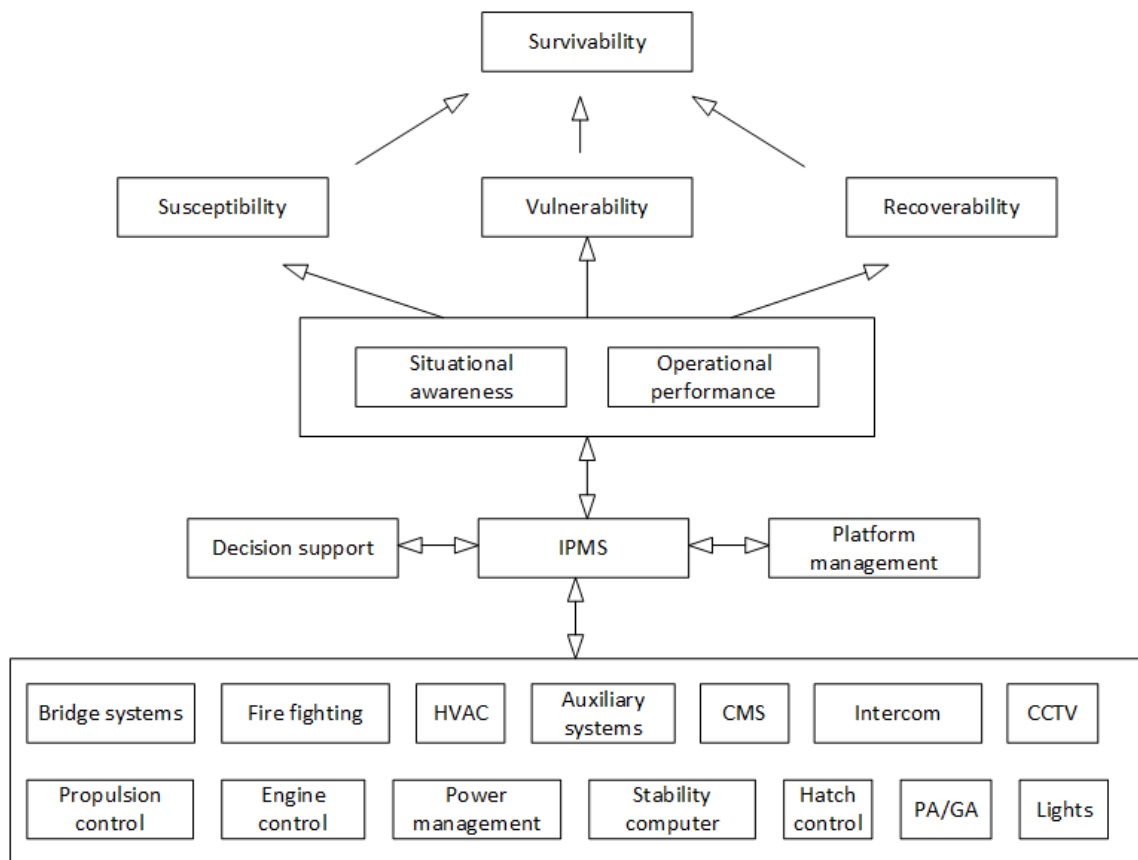 Survivability
Susceptibility
Vulnerability
Recoverability
Situational
awareness
Operational
performance
Decision support
IPMS
Platform
management
Bridge systems
Fire fighting
HVAC
Auxiliary
systems
CMS
Intercom
CCTV
Propulsion
control
Engine
control
Power
management
Stability
computer
Hatch
control
PA/GA
Lights